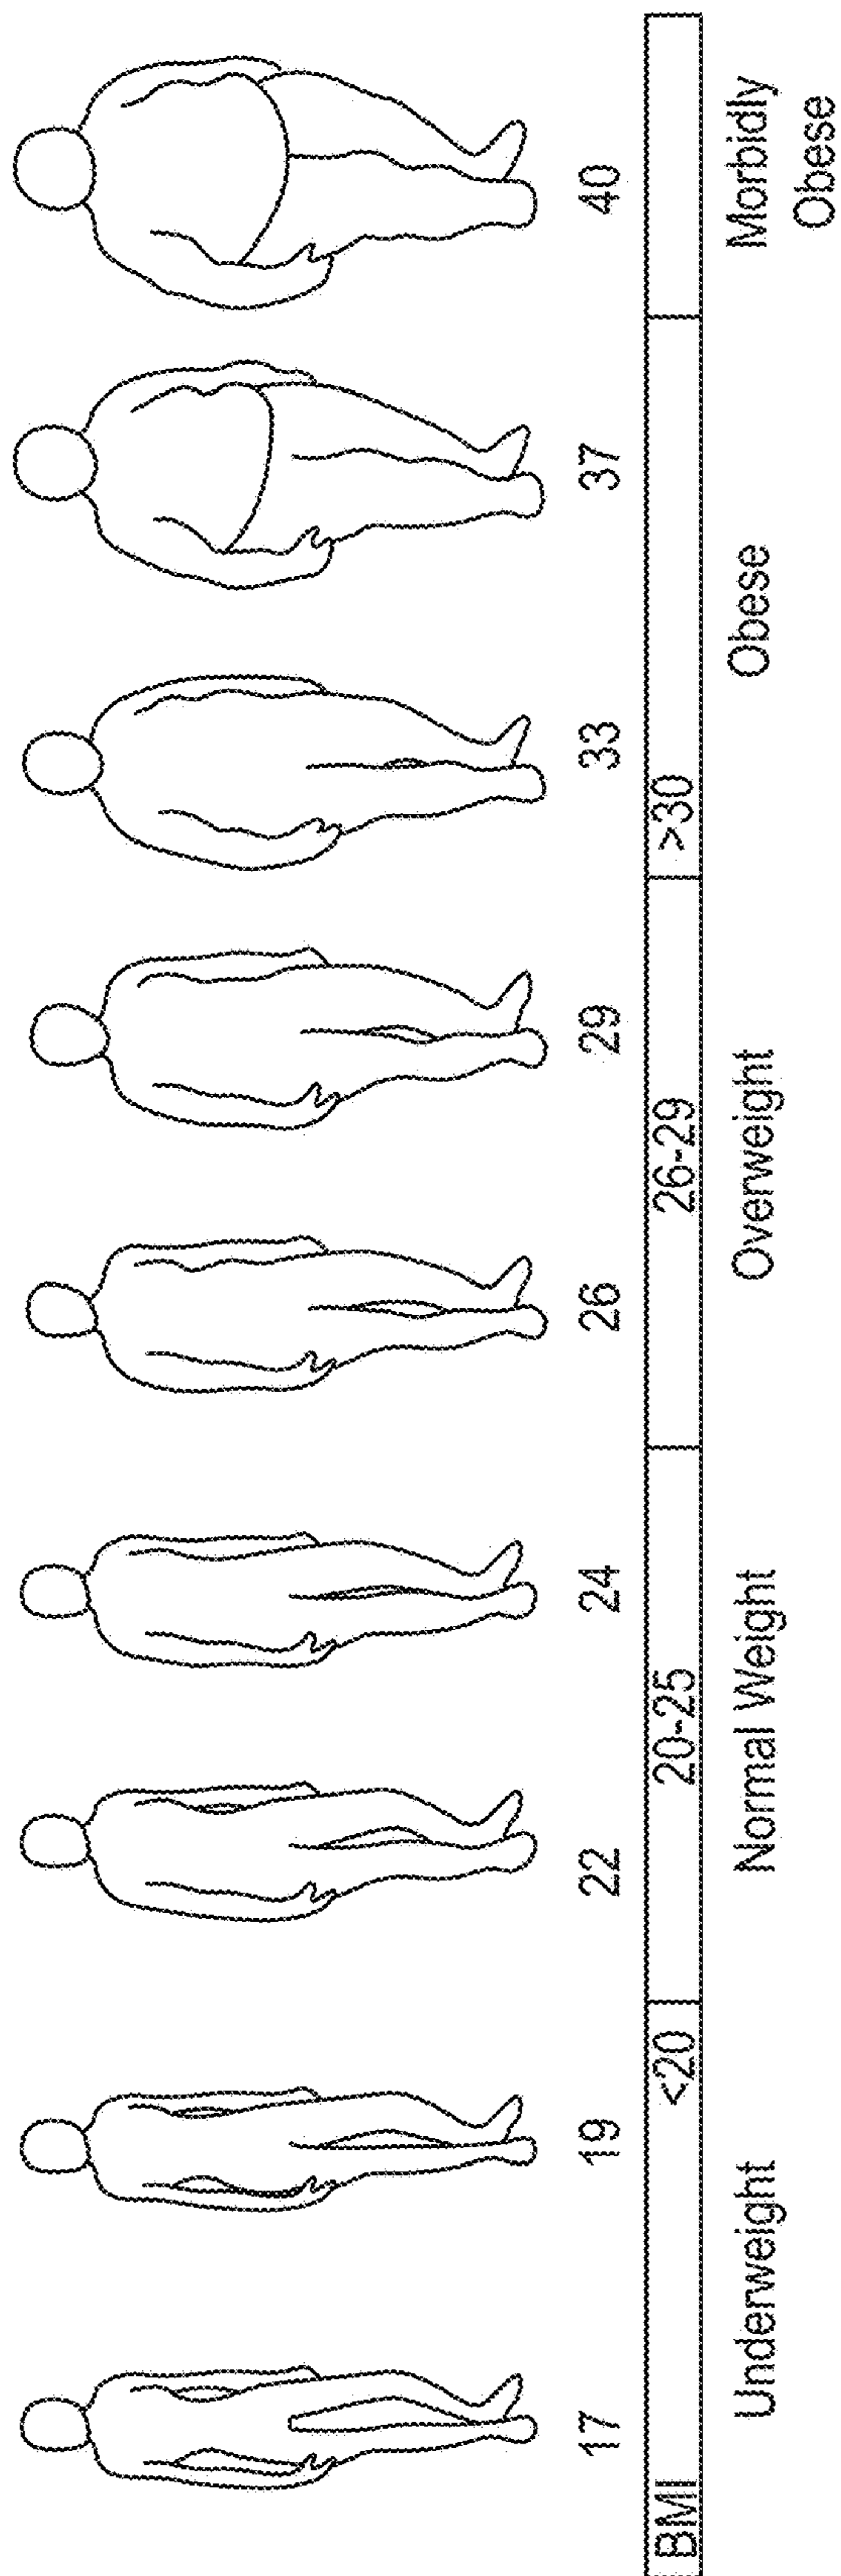 17 19 22 24 26 29 33 37 40
BMI <20 20-25 26-29 >30
Underweight Normal Weight Overweight Obese Morbidly
Obese